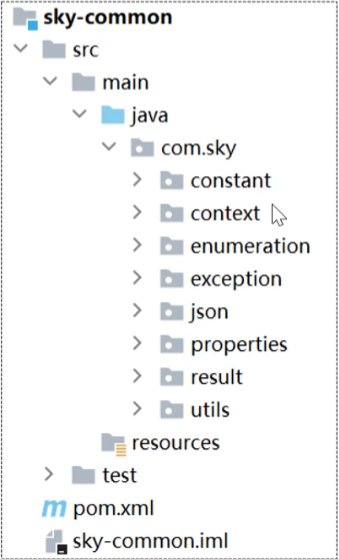 sky-common
src
main
java
com.sky
constant
context
enumeration
exception
json
properties
result
utils
resources
test
pom.xml
sky-common.iml